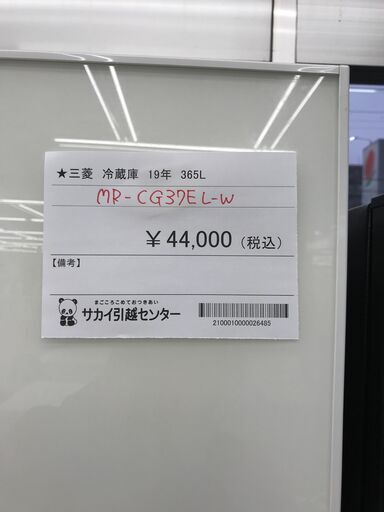 ★三菱 冷蔵庫 19年 365L
MR-CG37EL-W
￥44,000（税込）
【備考】
まごころこめておつきあい
サカイ引越センター
2100010000026485